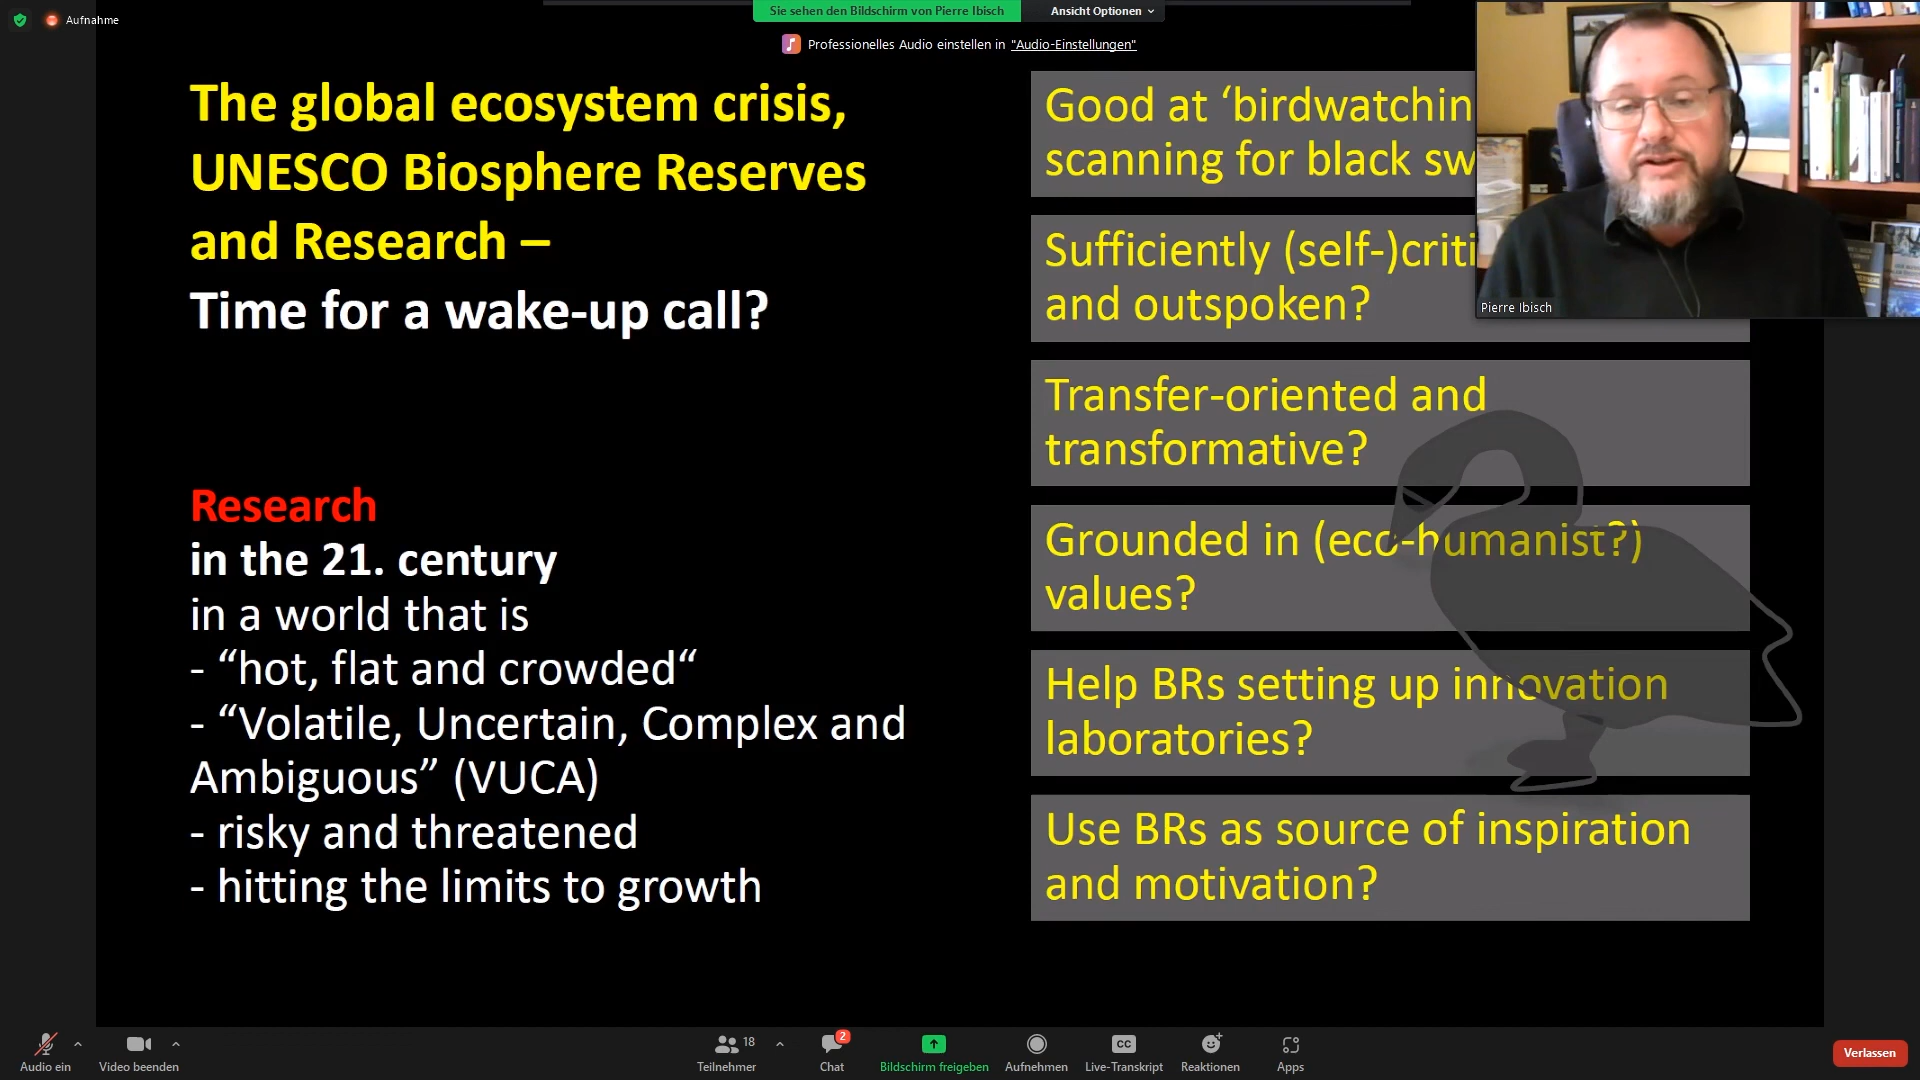 Aufnahme
Sie sehen den Bildschirm von Pierre Ibisch
Ansicht Optionen
Professionelles Audio einstellen in "Audio-Einstellungen"
The global ecosystem crisis,
UNESCO Biosphere Reserves
and Research –
Time for a wake-up call?
Research
in the 21. century
in a world that is
- “hot, flat and crowded“
- “Volatile, Uncertain, Complex and
Ambiguous” (VUCA)
- risky and threatened
- hitting the limits to growth
Good at ‘birdwatchin
scanning for black sw
Sufficiently (self-)criti
and outspoken?
Transfer-oriented and
transformative?
Grounded in (eco-humanist?)
values?
Help BRs setting up innovation
laboratories?
Use BRs as source of inspiration
and motivation?
Pierre Ibisch
Audio ein
Video beenden
18
Teilnehmer
2
Chat
Bildschirm freigeben
Aufnehmen
CC
Live-Transkript
Reaktionen
Apps
Verlassen